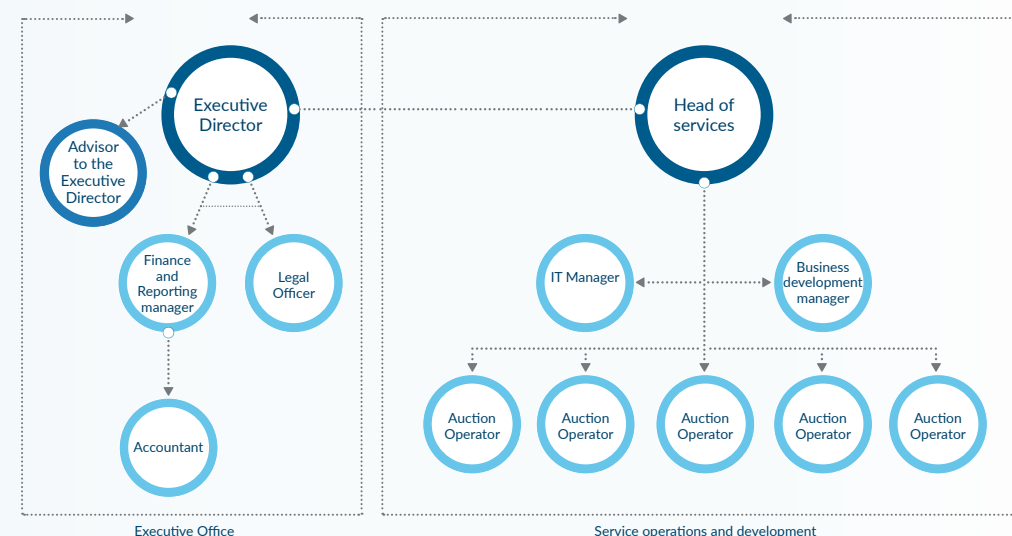 Executive
Director
Head of
services
Advisor
to the
Executive
Director
Finance
and
Reporting
manager
Legal
Officer
IT Manager
Business
development
manager
Accountant
Auction
Operator
Auction
Operator
Auction
Operator
Auction
Operator
Auction
Operator
Executive Office
Service operations and development